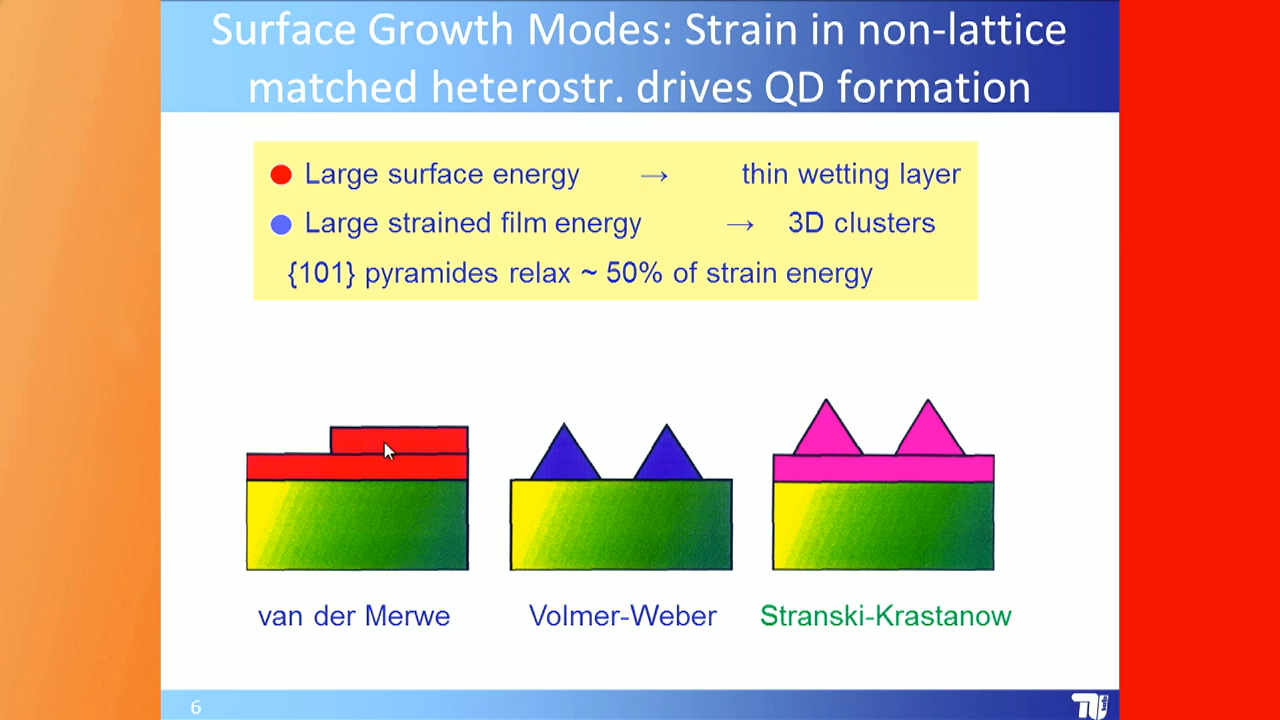 Surface Growth Modes: Strain in non-lattice
matched heterostr. drives QD formation
Large surface energy → thin wetting layer
Large strained film energy → 3D clusters
{101} pyramides relax ~ 50% of strain energy
van der Merwe
Volmer-Weber
Stranski-Krastanow
6